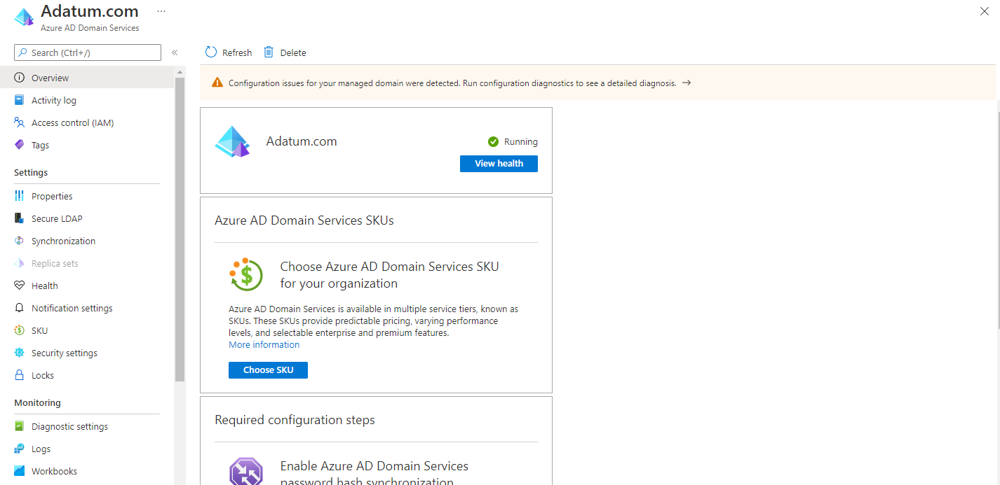 Adatum.com
...
Azure AD Domain Services
Search (Ctrl+/)
«
Overview
Activity log
Access control (IAM)
Tags
Settings
Properties
Secure LDAP
Synchronization
Replica sets
Health
Notification settings
SKU
Security settings
Locks
Monitoring
Diagnostic settings
Logs
Workbooks
Refresh
Delete
Configuration issues for your managed domain were detected. Run configuration diagnostics to see a detailed diagnosis. →
Adatum.com
Running
View health
Azure AD Domain Services SKUs
Choose Azure AD Domain Services SKU
for your organization
Azure AD Domain Services is available in multiple service tiers, known as
SKUs. These SKUs provide predictable pricing, varying performance
levels, and selectable enterprise and premium features.
More information
Choose SKU
Required configuration steps
Enable Azure AD Domain Services
password hash synchronization